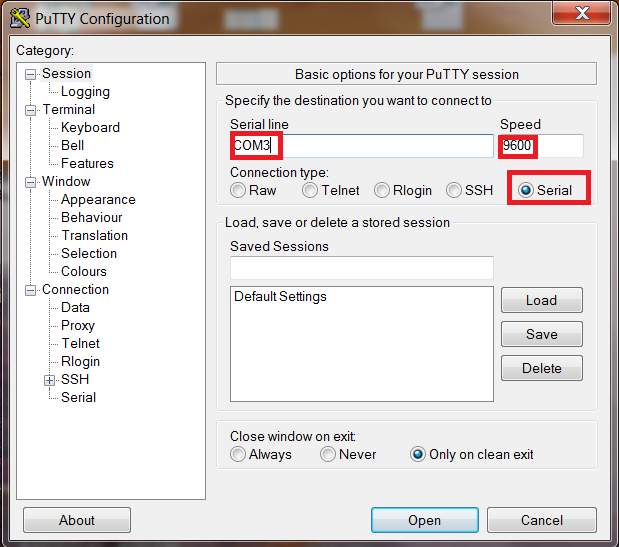 PuTTY Configuration
Category:
Session
Logging
Terminal
Keyboard
Bell
Features
Window
Appearance
Behaviour
Translation
Selection
Colours
Connection
Data
Proxy
Telnet
Rlogin
SSH
Serial
Basic options for your PuTTY session
Specify the destination you want to connect to
Serial line Speed
COM3 9600
Connection type:
Raw Telnet Rlogin SSH Serial
Load, save or delete a stored session
Saved Sessions
Default Settings
Load
Save
Delete
Close window on exit:
Always Never Only on clean exit
About Open Cancel